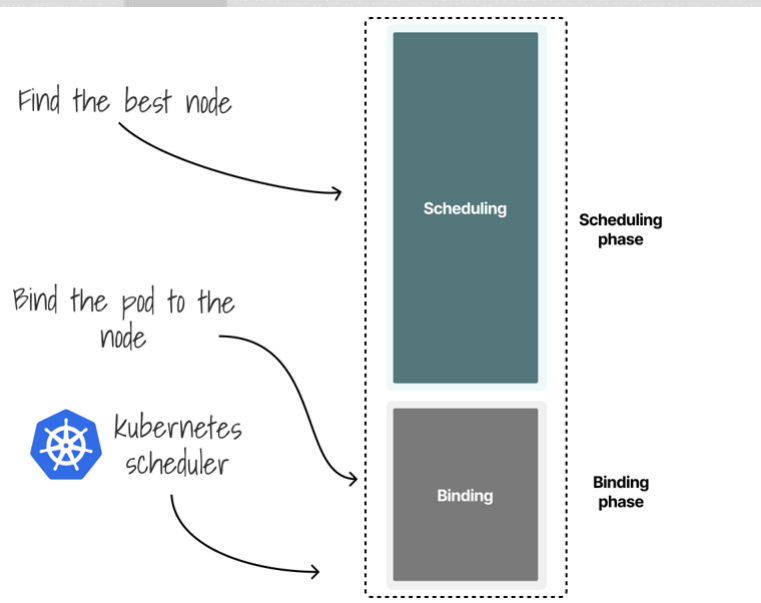 Find the best node
Scheduling
Scheduling
phase
Bind the pod to the
node
kubernetes
scheduler
Binding
Binding
phase